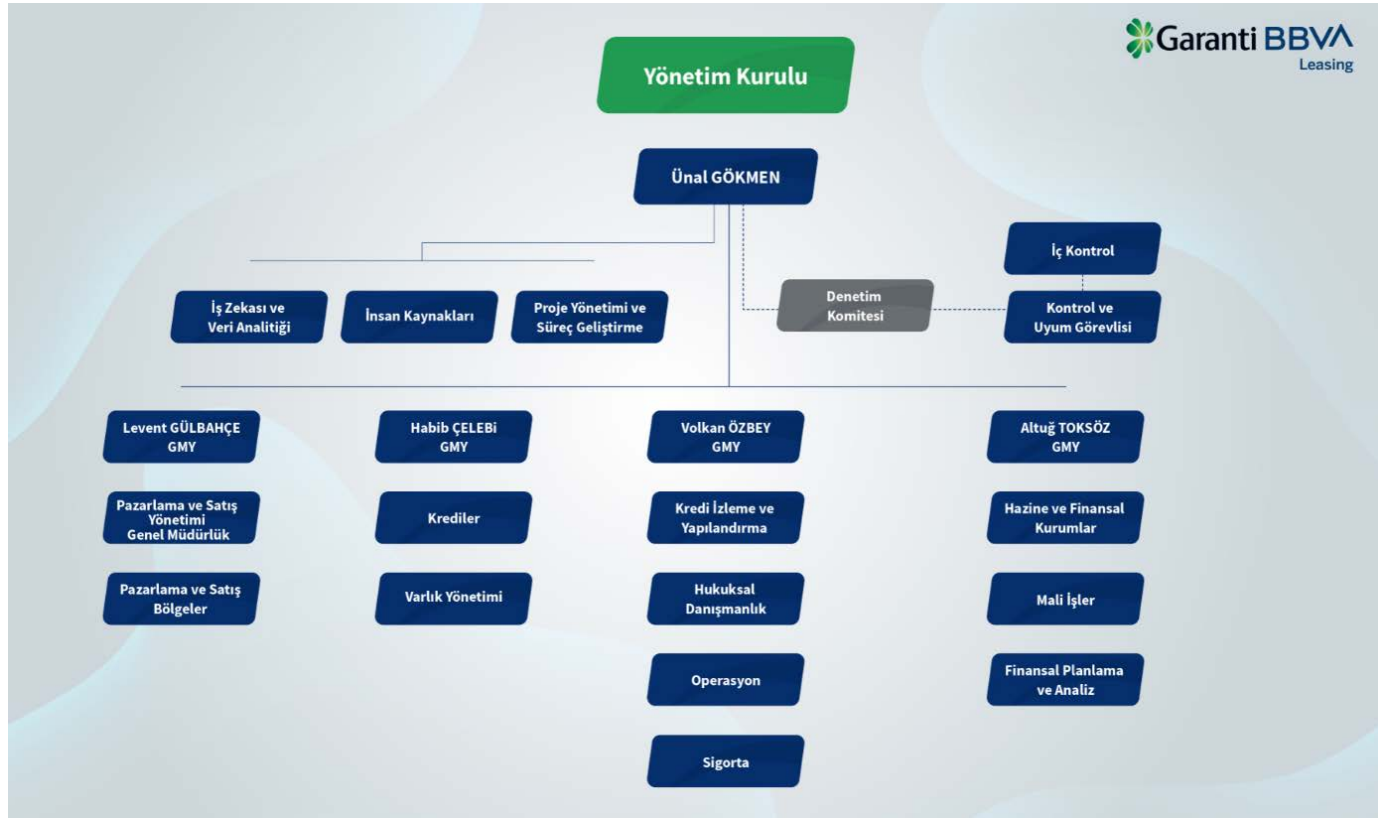 Garanti BBVA
Leasing
Yönetim Kurulu
Ünal GÖKMEN
İç Kontrol
İş Zekası ve
Veri Analitiği
İnsan Kaynakları
Proje Yönetimi ve
Süreç Geliştirme
Denetim
Komitesi
Kontrol ve
Uyum Görevlisi
Levent GÜLBAHÇE
GMY
Habib ÇELEBi
GMY
Volkan ÖZBEY
GMY
Altuğ TOKSÖZ
GMY
Pazarlama ve Satış
Yönetimi
Genel Müdürlük
Krediler
Kredi İzleme ve
Yapılandırma
Hazine ve Finansal
Kurumlar
Pazarlama ve Satış
Bölgeler
Varlık Yönetimi
Hukuksal
Danışmanlık
Mali İşler
Operasyon
Finansal Planlama
ve Analiz
Sigorta